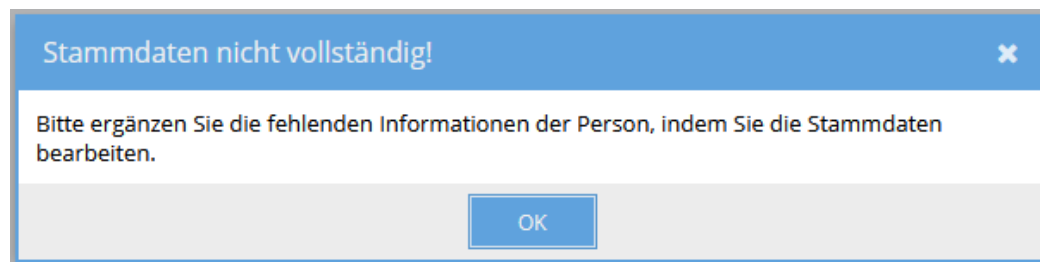 Stammdaten nicht vollständig!
Bitte ergänzen Sie die fehlenden Informationen der Person, indem Sie die Stammdaten
bearbeiten.
OK